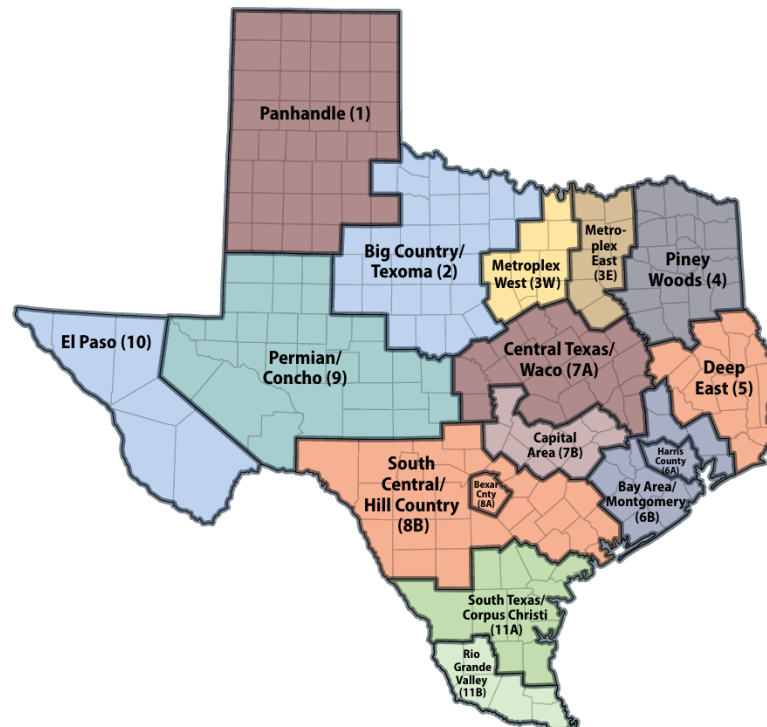 Panhandle (1)
Big Country/
Texoma (2)
Metroplex
West (3W)
Metro-
plex
East
(3E)
Piney
Woods (4)
El Paso (10)
Permian/
Concho (9)
Central Texas/
Waco (7A)
Deep
East (5)
Capital
Area (7B)
Harris
County
(6A)
Bay Area/
Montgomery
(6B)
South
Central/
Hill Country
(8B)
Bexar
Cnty
(8A)
South Texas/
Corpus Christi
(11A)
Rio
Grande
Valley
(11B)